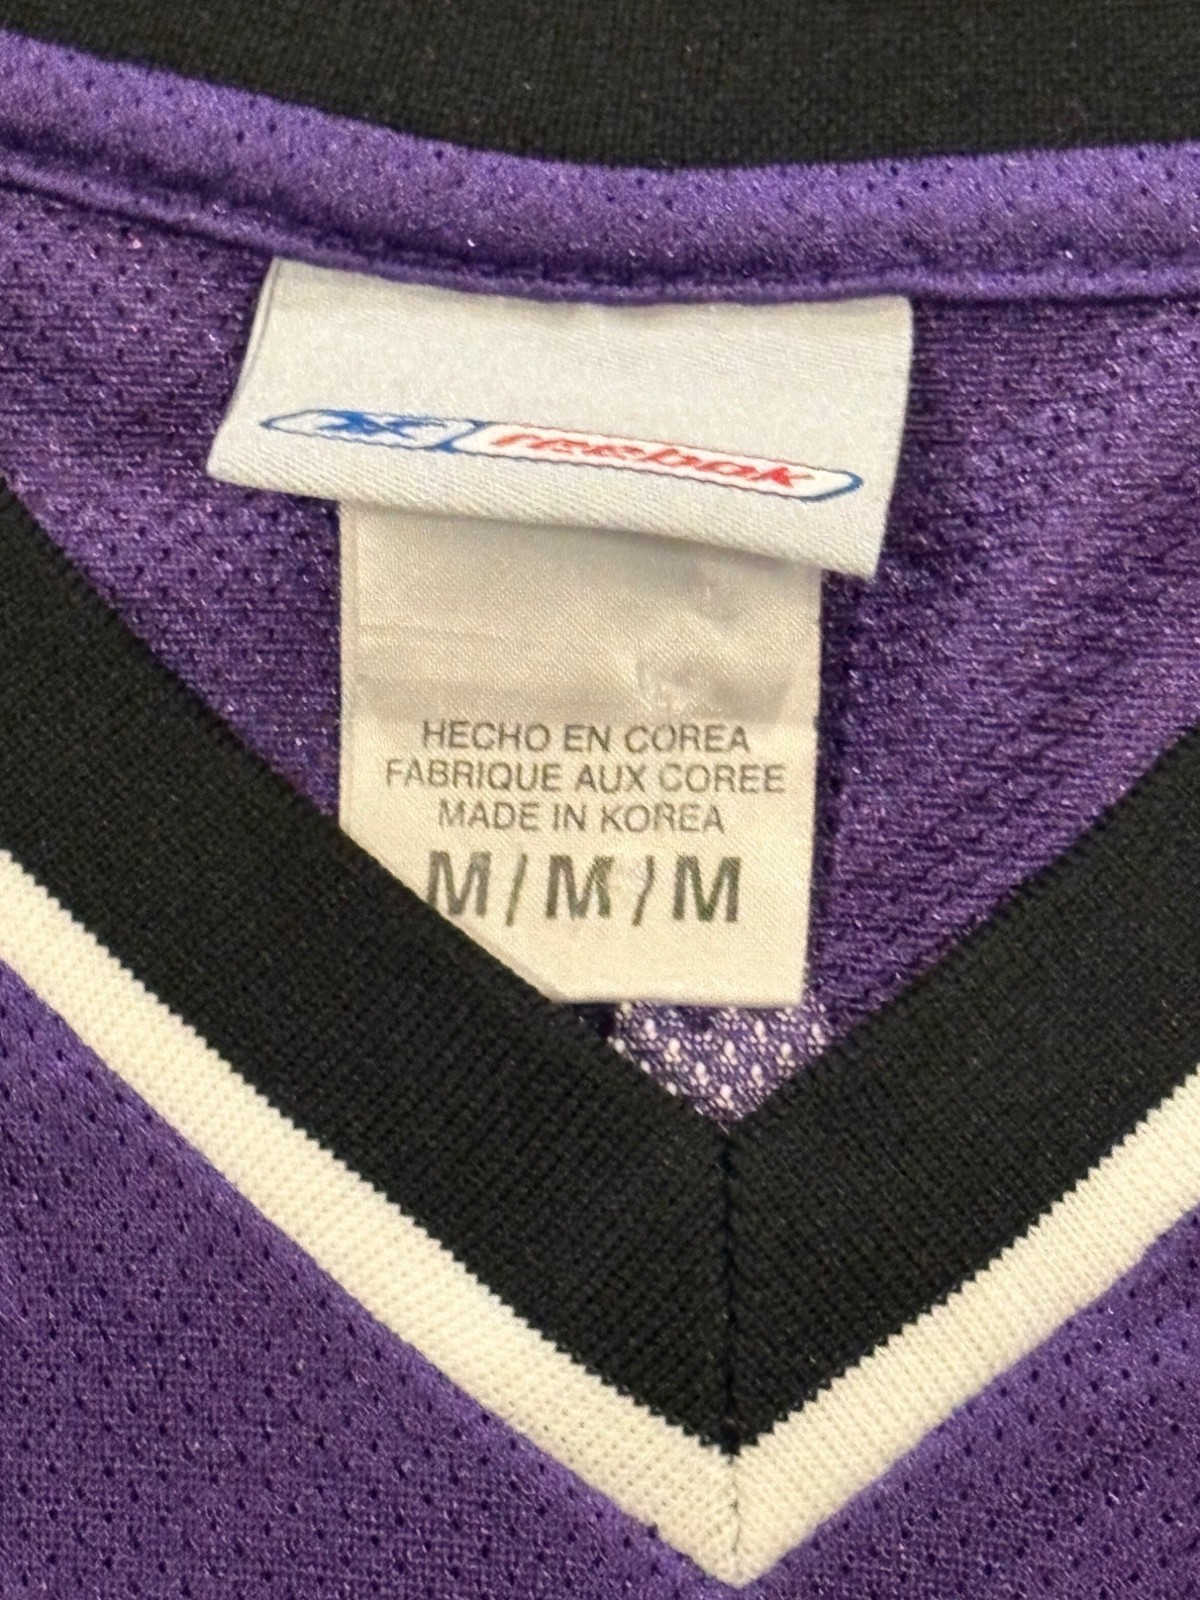 reebok
HECHO EN COREA
FABRIQUE AUX COREE
MADE IN KOREA
M/M/M